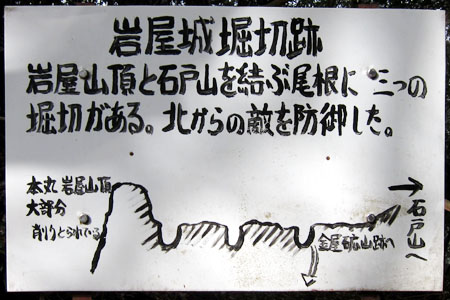 岩屋城堀切跡
岩屋山頂と石戸山を結ぶ尾根に 三つの
堀切がある。北からの敵を防御した。
本丸 岩屋山頂
大部分
削りとられている
金屋鉱山跡へ
→石戸山へ